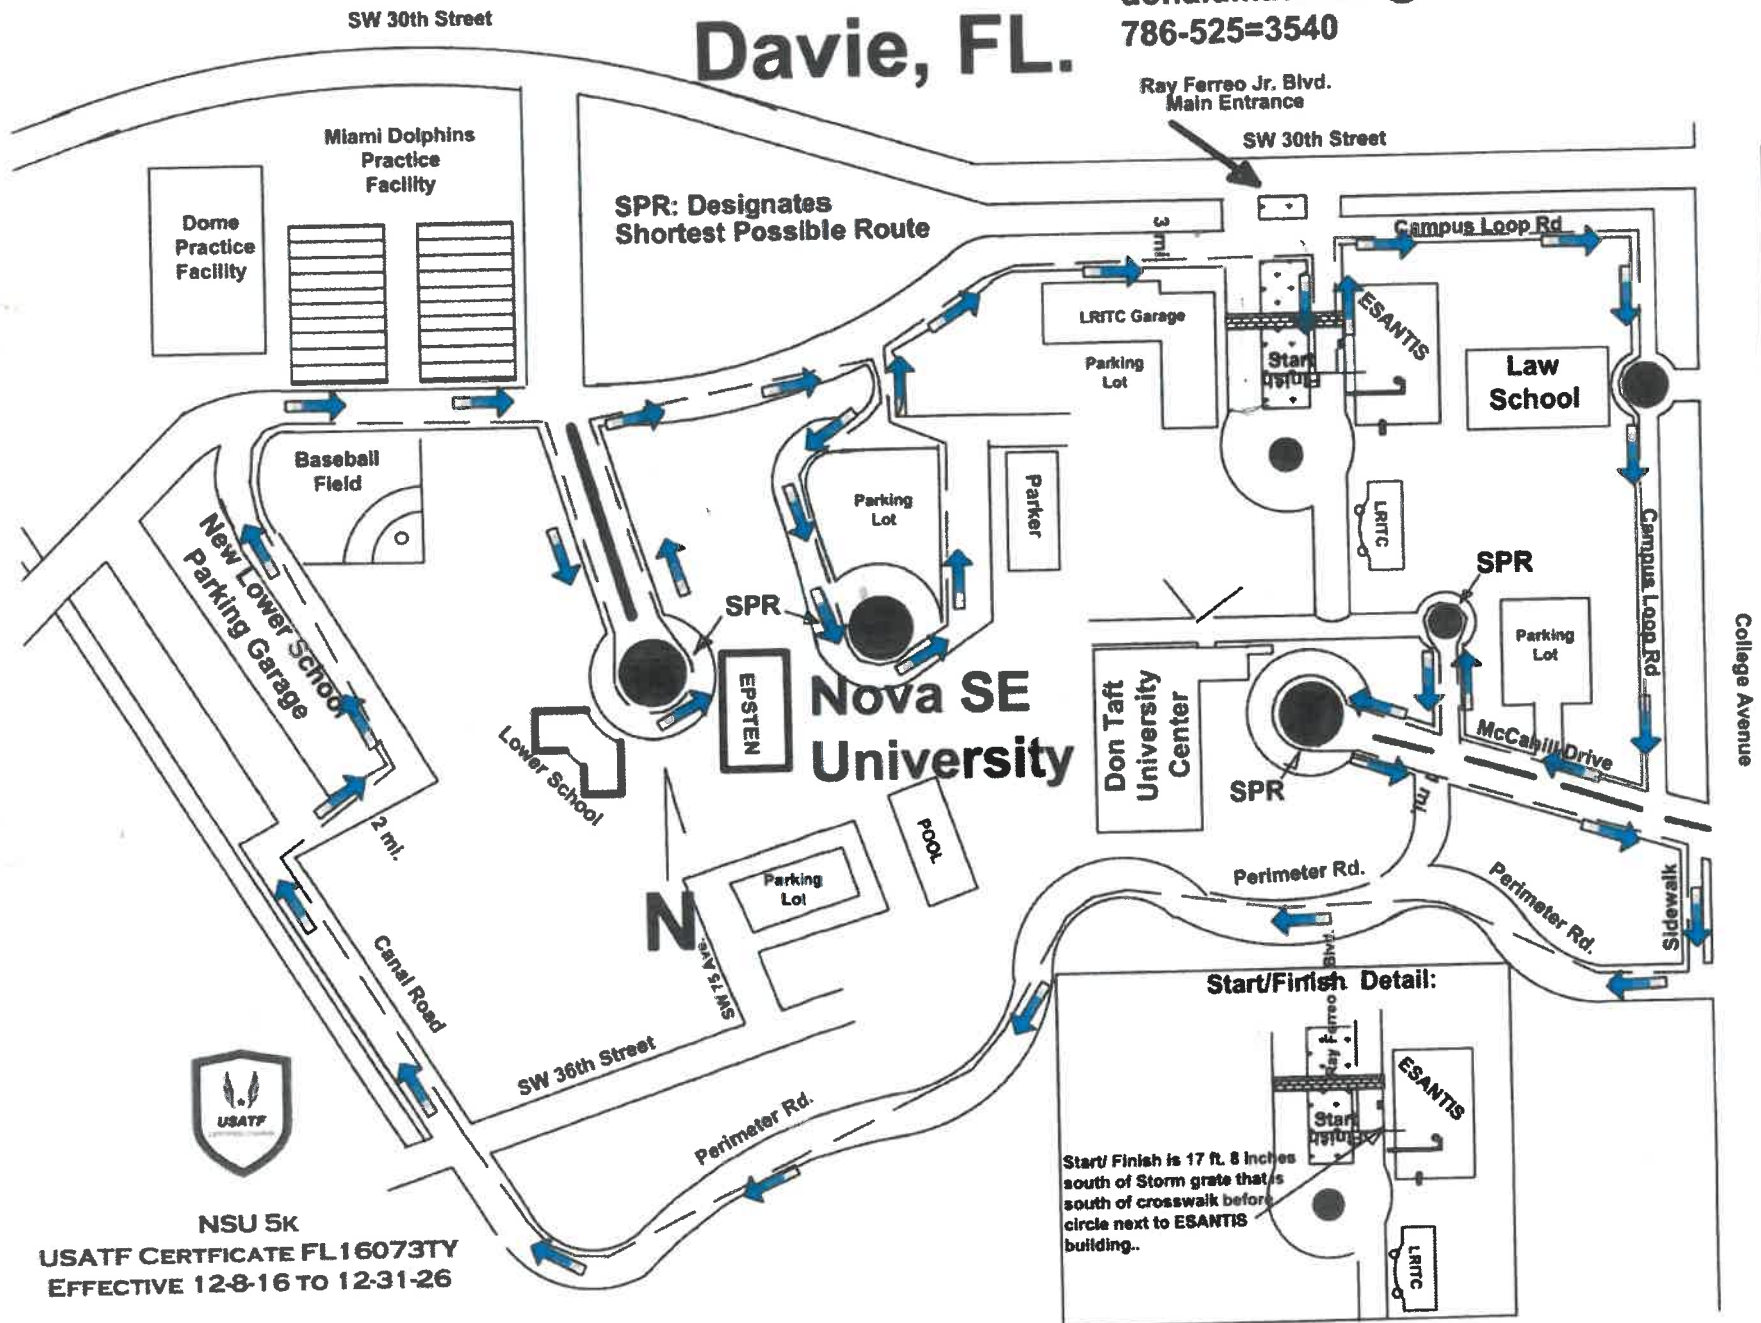 SW 30th Street
Davie, FL.
786-525=3540
Ray Ferreo Jr. Blvd.
Main Entrance
SW 30th Street
Miami Dolphins
Practice
Facility
Dome
Practice
Facility
SPR: Designates
Shortest Possible Route
3 mi.
Campus Loop Rd
LRITC Garage
Parking
Lot
Start
Finish
ESANTIS
Law
School
Baseball
Field
Parking
Lot
Parker
LRITC
SPR
Campus Loop Rd
College Avenue
New Lower School
Parking Garage
SPR
EPSTEN
Nova SE
University
Lower School
Don Taft
University
Center
Parking
Lot
McCahill Drive
SPR
1 mi.
2 mi.
POOL
Parking
Lot
N
SW 75 Ave.
Perimeter Rd.
Perimeter Rd.
Sidewalk
Canal Road
SW 36th Street
Perimeter Rd.
Start/Finish Detail:
Ray Ferreo Blvd.
ESANTIS
Start
Finish
Start/ Finish is 17 ft. 8 Inches
south of Storm grate that is
south of crosswalk before
circle next to ESANTIS
building..
LRITC
USATF
NSU 5K
USATF CERTFICATE FL16073TY
EFFECTIVE 12-8-16 TO 12-31-26